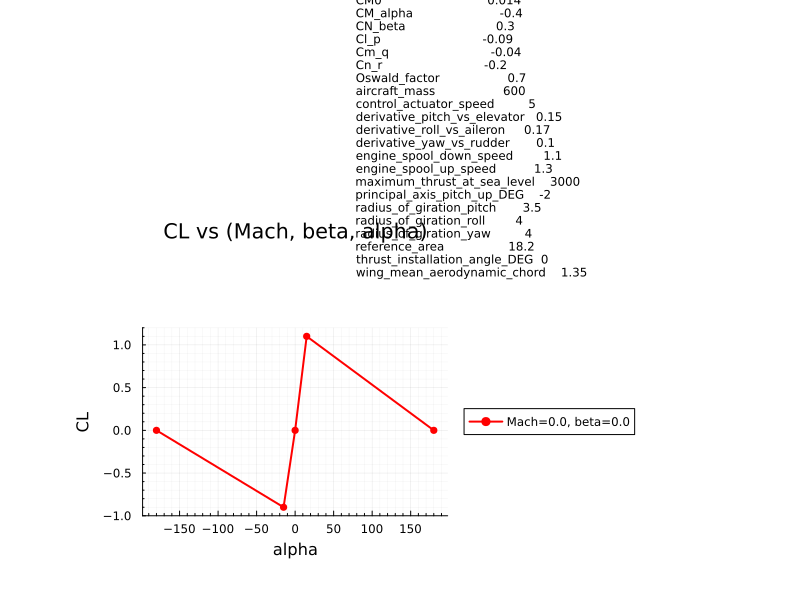 CM0 0.014
CM_alpha -0.4
CN_beta 0.3
Cl_p -0.09
Cm_q -0.04
Cn_r -0.2
Oswald_factor 0.7
aircraft_mass 600
control_actuator_speed 5
derivative_pitch_vs_elevator 0.15
derivative_roll_vs_aileron 0.17
derivative_yaw_vs_rudder 0.1
engine_spool_down_speed 1.1
engine_spool_up_speed 1.3
maximum_thrust_at_sea_level 3000
principal_axis_pitch_up_DEG -2
radius_of_giration_pitch 3.5
radius_of_giration_roll 4
radius_of_giration_yaw 4
CL vs (Mach, beta, alpha)
reference_area 18.2
thrust_installation_angle_DEG 0
wing_mean_aerodynamic_chord 1.35
1.0
0.5
0.0
−0.5
−1.0
CL
Mach=0.0, beta=0.0
−150 −100 −50 0 50 100 150
alpha